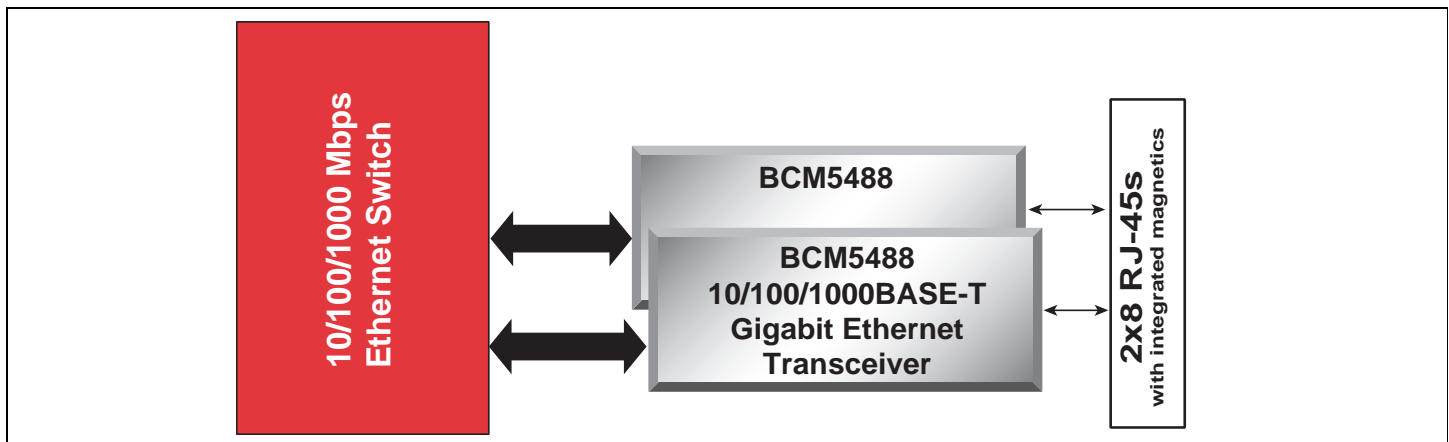 10/100/1000 Mbps
Ethernet Switch
BCM5488
BCM5488
10/100/1000BASE-T
Gigabit Ethernet
Transceiver
2x8 RJ-45s
with integrated magnetics